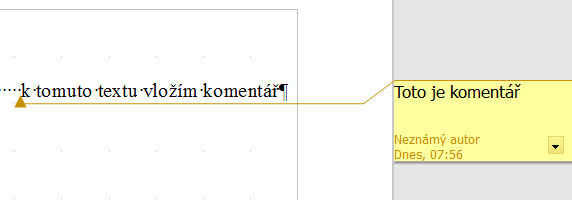 k tomuto textu vložím komentář¶
Toto je komentář
Neznámý autor
Dnes, 07:56